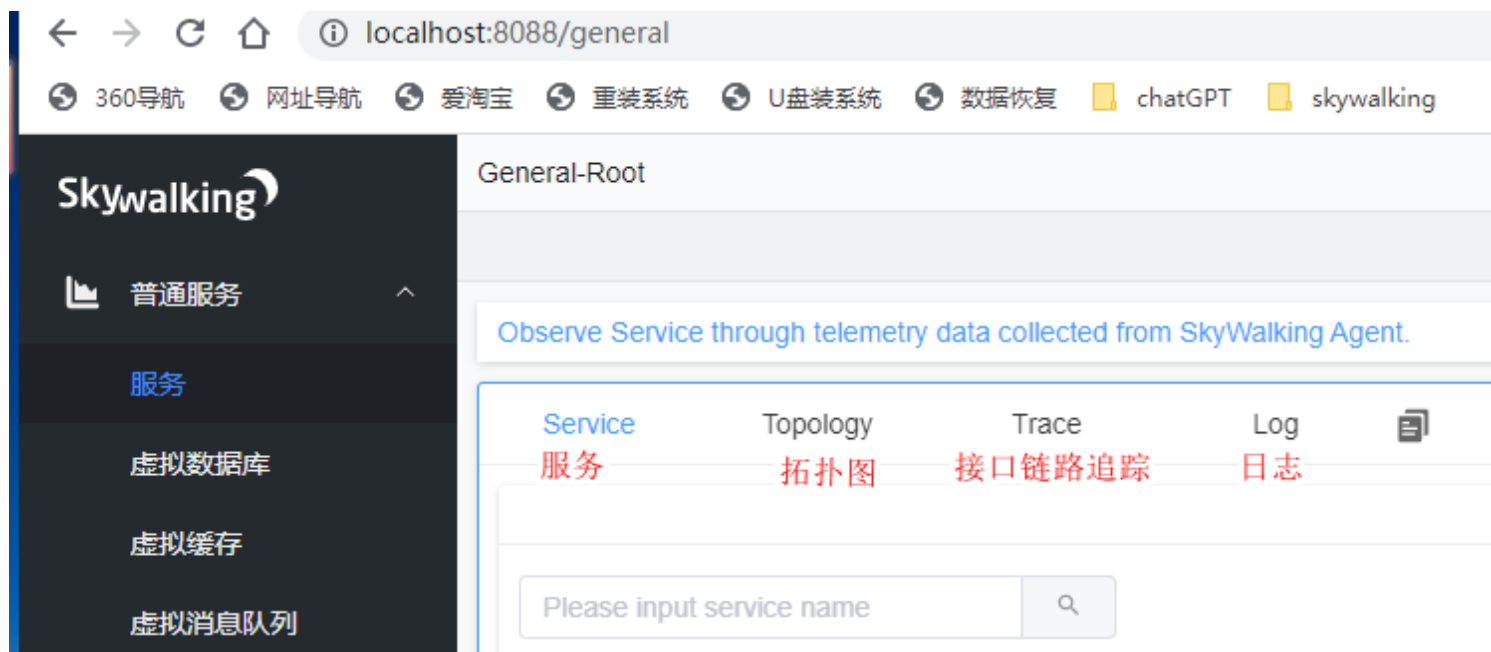 localhost:8088/general
360导航 网址导航 爱淘宝 重装系统 U盘装系统 数据恢复 chatGPT skywalking
Skywalking
General-Root
普通服务
Observe Service through telemetry data collected from SkyWalking Agent.
服务
Service Topology Trace Log
服务 拓扑图 接口链路追踪 日志
虚拟数据库
虚拟缓存
Please input service name
虚拟消息队列